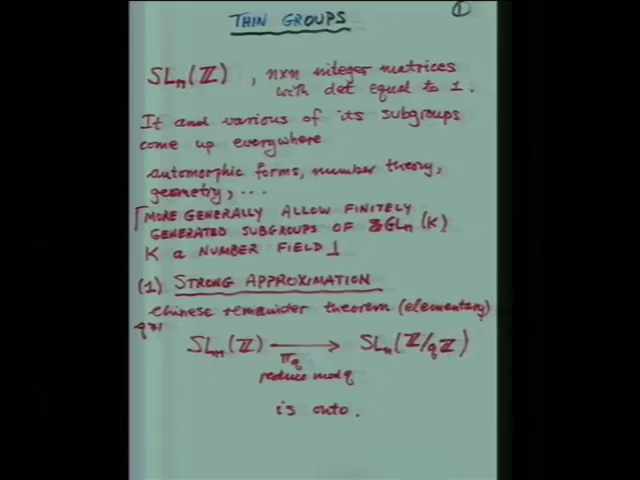 THIN GROUPS
①
SLn(ℤ), n×n integer matrices
with det equal to 1.
It and various of its subgroups
come up everywhere
automorphic forms, number theory,
geometry, ...
⌈MORE GENERALLY ALLOW FINITELY
GENERATED SUBGROUPS OF GLn(K)
K a NUMBER FIELD⌋
(1) STRONG APPROXIMATION
Chinese remainder theorem (elementary)
q≥1
SLn(ℤ) ⟶ SLn(ℤ/qℤ)
πq
reduce mod q
is onto.